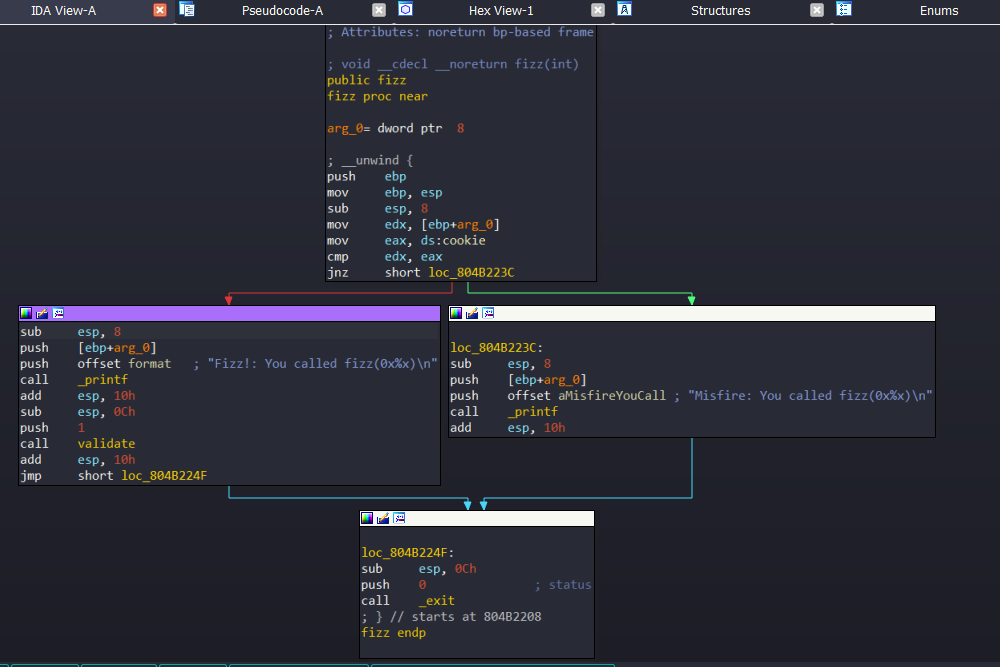 IDA View-A Pseudocode-A Hex View-1 Structures Enums
; Attributes: noreturn bp-based frame
; void __cdecl __noreturn fizz(int)
public fizz
fizz proc near
arg_0= dword ptr  8
; __unwind {
push ebp
mov ebp, esp
sub esp, 8
mov edx, [ebp+arg_0]
mov eax, ds:cookie
cmp edx, eax
jnz short loc_804B223C
sub esp, 8
push [ebp+arg_0]
push offset format ; "Fizz!: You called fizz(0x%x)\n"
call _printf
add esp, 10h
sub esp, 0Ch
push 1
call validate
add esp, 10h
jmp short loc_804B224F
loc_804B223C:
sub esp, 8
push [ebp+arg_0]
push offset aMisfireYouCall ; "Misfire: You called fizz(0x%x)\n"
call _printf
add esp, 10h
loc_804B224F:
sub esp, 0Ch
push 0 ; status
call _exit
; } // starts at 804B2208
fizz endp